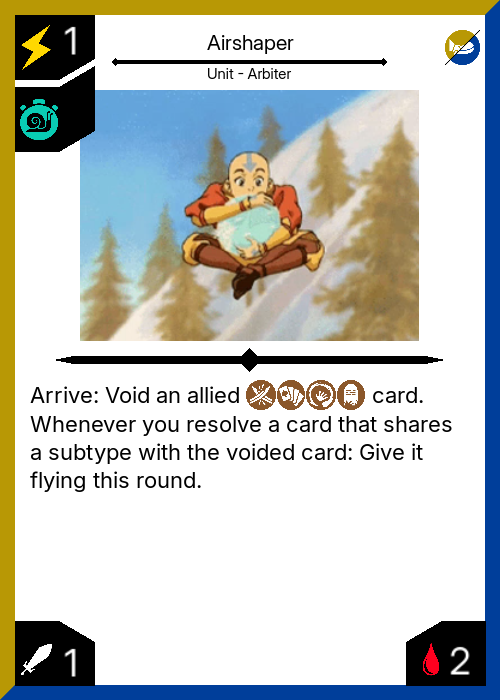 1
Airshaper
Unit - Arbiter
Arrive: Void an allied card.
Whenever you resolve a card that shares
a subtype with the voided card: Give it
flying this round.
1
2